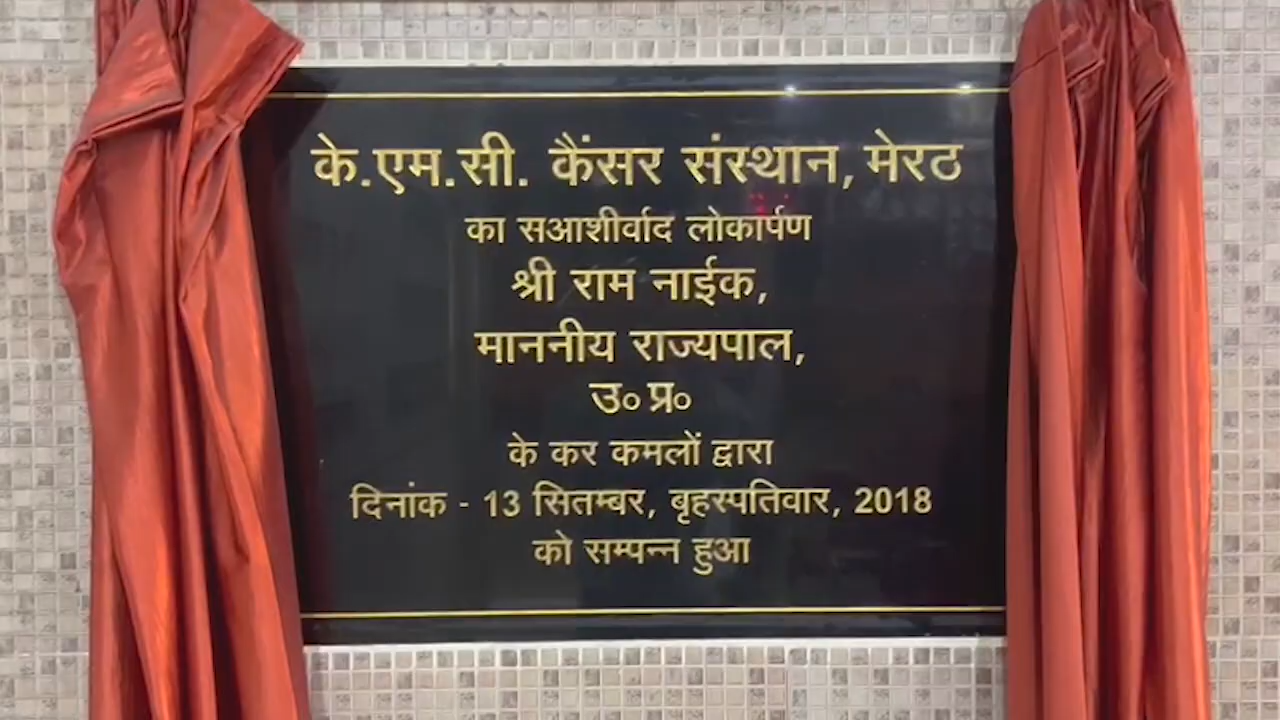 के.एम.सी. कैंसर संस्थान, मेरठ
का सआशीर्वाद लोकार्पण
श्री राम नाईक,
माननीय राज्यपाल,
उ० प्र०
के कर कमलों द्वारा
दिनांक - 13 सितम्बर, बृहस्पतिवार, 2018
को सम्पन्न हुआ